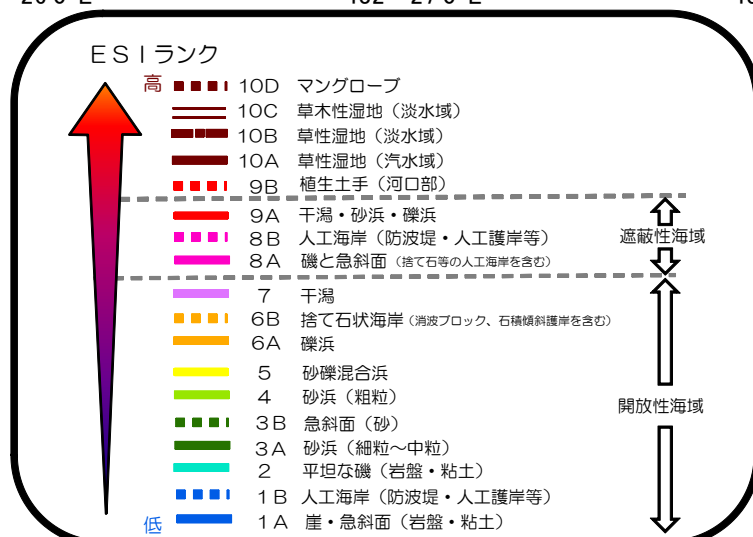 ESIランク
高 10D マングローブ
10C 草木性湿地（淡水域）
10B 草性湿地（淡水域）
10A 草性湿地（汽水域）
9B 植生土手（河口部）
9A 干潟・砂浜・礫浜
8B 人工海岸（防波堤・人工護岸等）
遮蔽性海域
8A 磯と急斜面（捨て石等の人工海岸を含む）
7 干潟
6B 捨て石状海岸（消波ブロック、石積傾斜護岸を含む）
6A 礫浜
5 砂礫混合浜
4 砂浜（粗粒）
開放性海域
3B 急斜面（砂）
3A 砂浜（細粒～中粒）
2 平坦な磯（岩盤・粘土）
1B 人工海岸（防波堤・人工護岸等）
低 1A 崖・急斜面（岩盤・粘土）